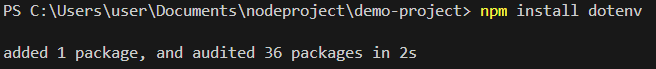 PS C:\Users\user\Documents\nodeproject\demo-project> npm install dotenv
added 1 package, and audited 36 packages in 2s